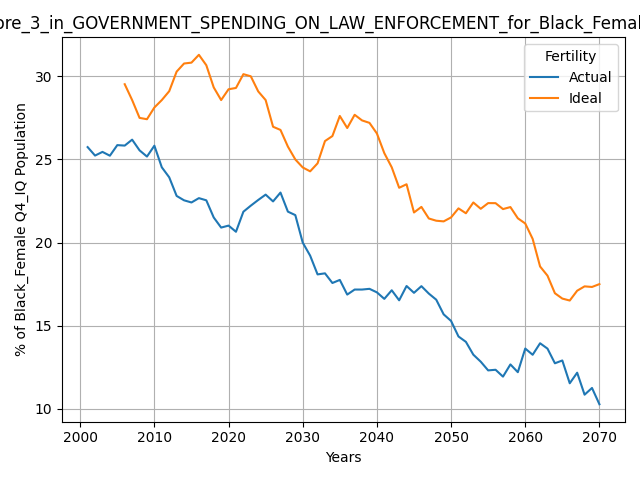 ore_3_in_GOVERNMENT_SPENDING_ON_LAW_ENFORCEMENT_for_Black_Femal
Fertility
Actual
Ideal
% of Black_Female Q4_IQ Population
30
25
20
15
10
2000 2010 2020 2030 2040 2050 2060 2070
Years